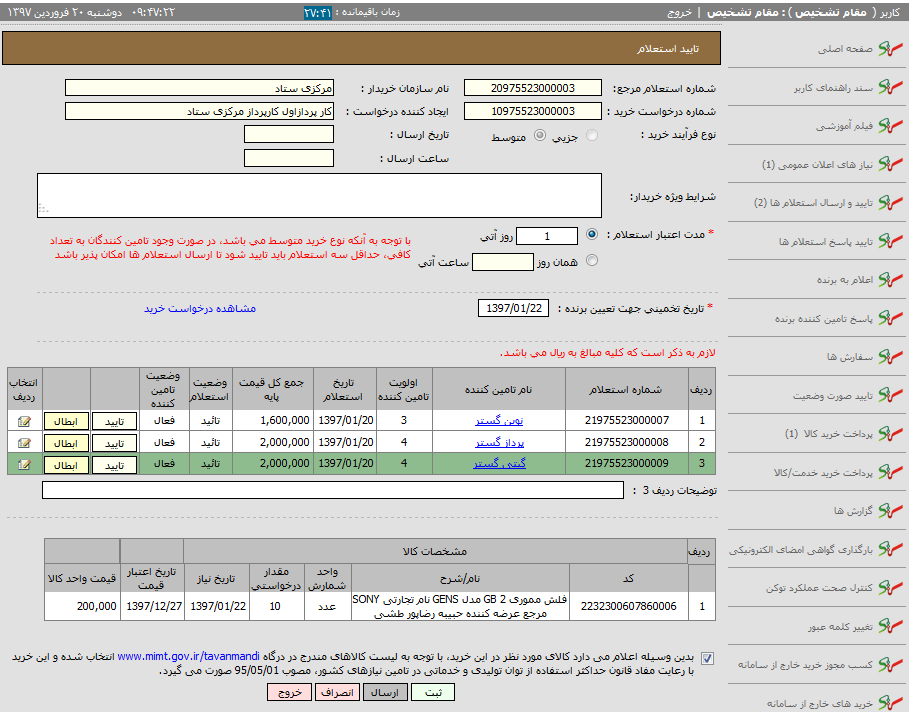 کاربر ( مقام تشخیص ) : مقام تشخیص | خروج
زمان باقیمانده : ۲۷:۴۱
۰۹:۴۷:۲۲ دوشنبه ۲۰ فروردین ۱۳۹۷
صفحه اصلی
سند راهنمای کاربر
فیلم آموزشی
نیاز های اعلان عمومی (1)
تایید و ارسال استعلام ها (2)
تایید پاسخ استعلام ها
اعلام به برنده
پاسخ تامین کننده برنده
سفارش ها
تایید صورت وضعیت
پرداخت خرید کالا (1)
پرداخت خرید خدمت/کالا
گزارش ها
بارگذاری گواهی امضای الکترونیکی
کنترل صحت عملکرد توکن
تغییر کلمه عبور
کسب مجوز خرید خارج از سامانه
خرید های خارج از سامانه
تایید استعلام
شماره استعلام مرجع: 20975523000003 نام سازمان خریدار : مرکزی ستاد
شماره درخواست خرید : 10975523000003 ایجاد کننده درخواست : کار پردازاول کارپرداز مرکزی ستاد
نوع فرآیند خرید : جزیی متوسط تاریخ ارسال :
ساعت ارسال :
شرایط ویژه خریدار:
* مدت اعتبار استعلام : 1 روز آتی
همان روز ساعت آتی
با توجه به آنکه نوع خرید متوسط می باشد، در صورت وجود تامین کنندگان به تعداد
کافی، حداقل سه استعلام باید تایید شود تا ارسال استعلام ها امکان پذیر باشد
* تاریخ تخمینی جهت تعیین برنده : 1397/01/22 مشاهده درخواست خرید
لازم به ذکر است که کلیه مبالغ به ریال می باشد.
ردیف شماره استعلام نام تامین کننده اولویت تامین کننده تاریخ استعلام جمع کل قیمت پایه وضعیت استعلام وضعیت تامین کننده انتخاب ردیف
1 21975523000007 نوین گستر 3 1397/01/20 1,600,000 تائید فعال تایید ابطال
2 21975523000008 پرداز گستر 4 1397/01/20 2,000,000 تائید فعال تایید ابطال
3 21975523000009 گیتی گستر 4 1397/01/20 2,000,000 تائید فعال تایید ابطال
توضیحات ردیف 3 :
ردیف مشخصات کالا
کد نام/شرح واحد شمارش مقدار درخواستی تاریخ نیاز تاریخ اعتبار قیمت قیمت واحد کالا
1 2232300607860006 فلش مموری 2 GB مدل GENS نام تجارتی SONY مرجع عرضه کننده حبیبه رضاپور طشی عدد 10 1397/01/22 1397/12/27 200,000
بدین وسیله اعلام می دارد کالای مورد نظر در این خرید، با توجه به لیست کالاهای مندرج در درگاه www.mimt.gov.ir/tavanmandi انتخاب شده و این خرید
با رعایت مفاد قانون حداکثر استفاده از توان تولیدی و خدماتی در تامین نیازهای کشور، مصوب 95/05/01 صورت می گیرد.
ثبت ارسال انصراف خروج